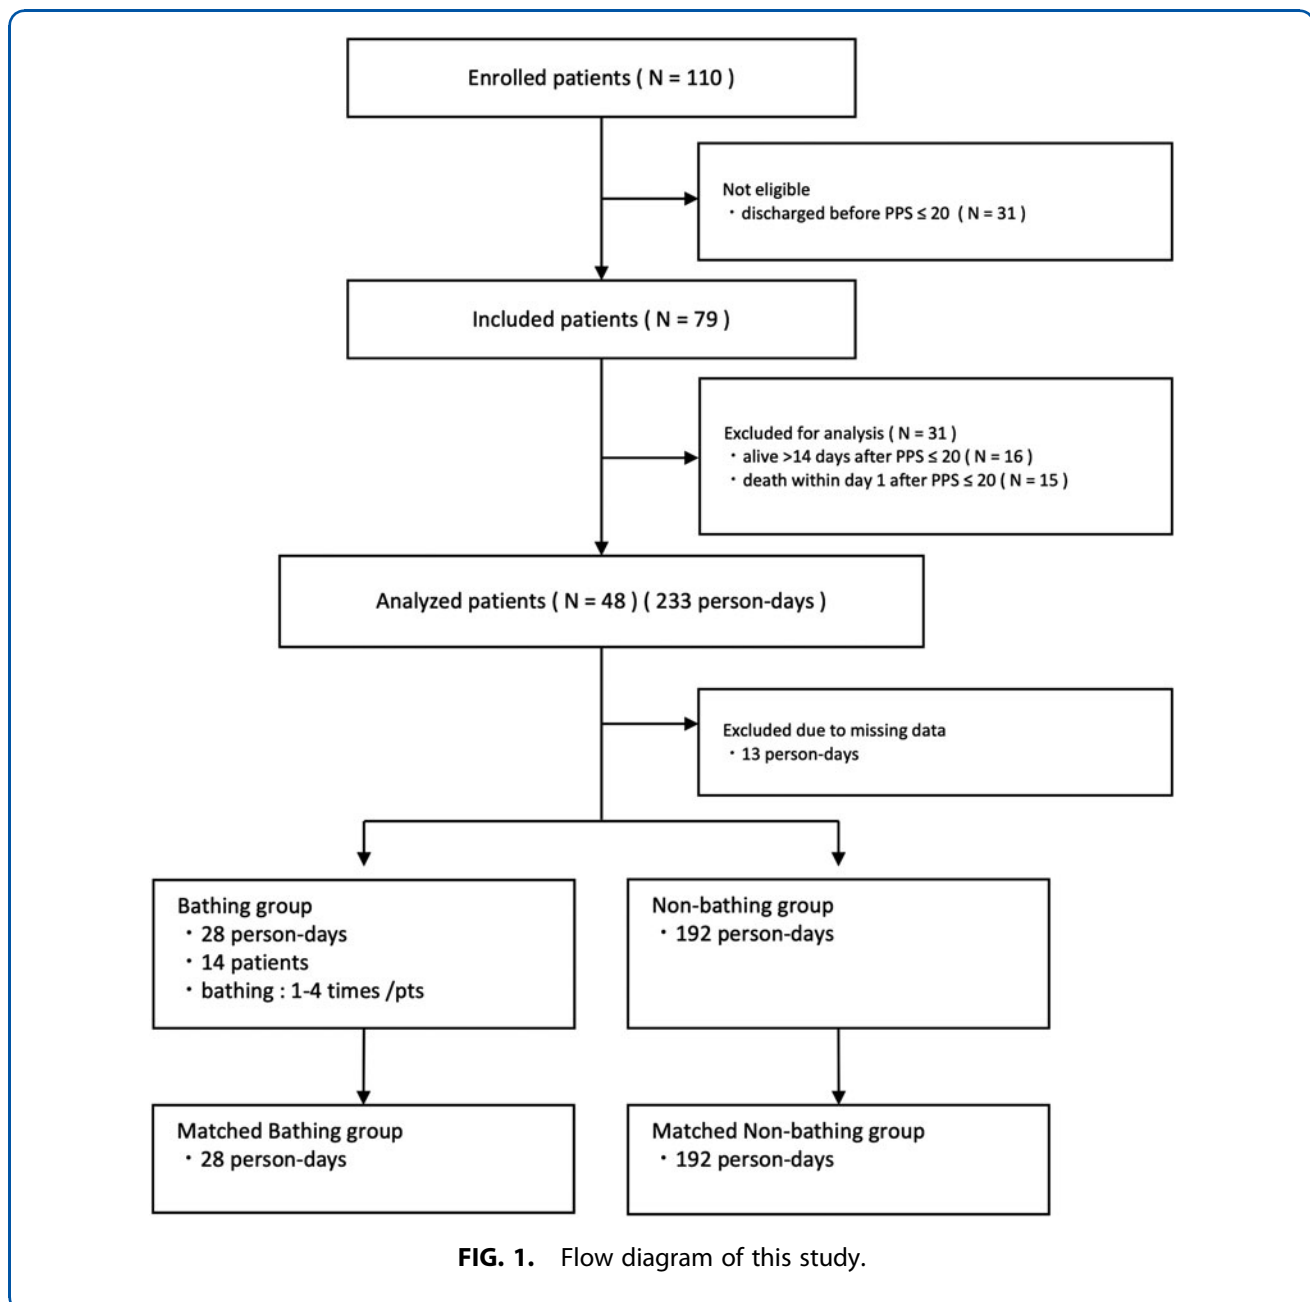 Enrolled patients ( N = 110 )
Not eligible
・discharged before PPS ≤ 20 ( N = 31 )
Included patients ( N = 79 )
Excluded for analysis ( N = 31 )
・alive >14 days after PPS ≤ 20 ( N = 16 )
・death within day 1 after PPS ≤ 20 ( N = 15 )
Analyzed patients ( N = 48 ) ( 233 person-days )
Excluded due to missing data
・13 person-days
Bathing group
・28 person-days
・14 patients
・bathing : 1-4 times /pts
Non-bathing group
・192 person-days
Matched Bathing group
・28 person-days
Matched Non-bathing group
・192 person-days
FIG. 1. Flow diagram of this study.